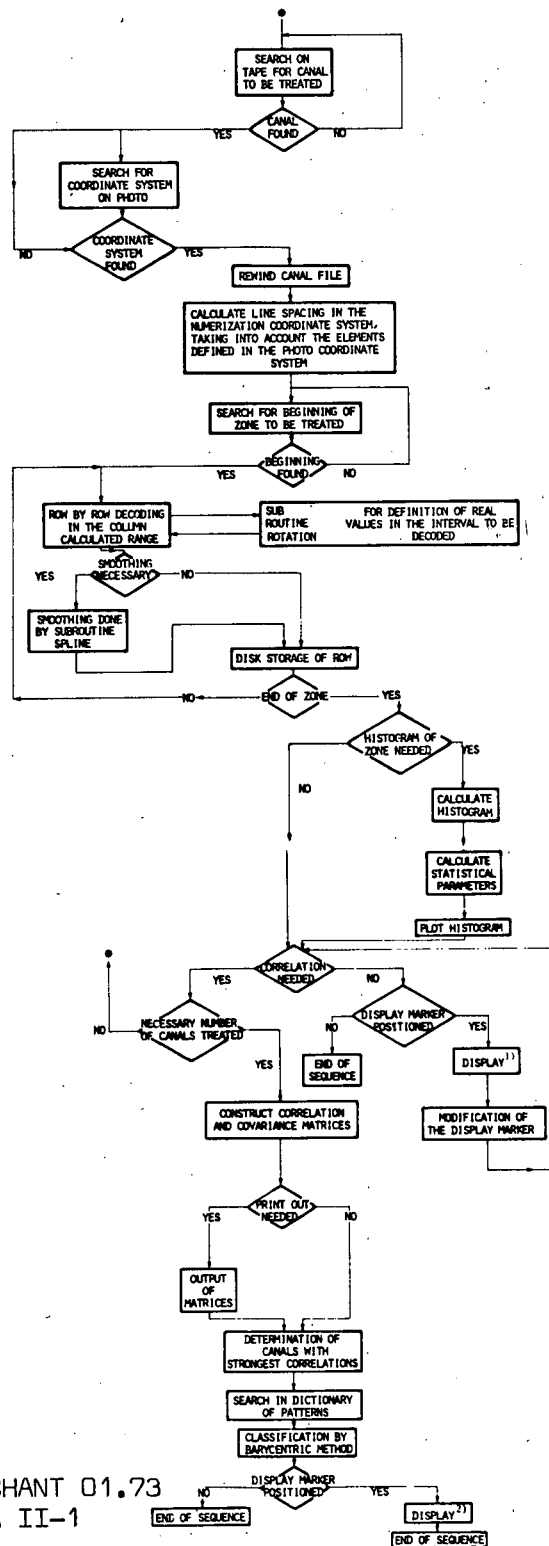 SEARCH ON
TAPE FOR CANAL
TO BE TREATED
CANAL
FOUND
YES
NO
SEARCH FOR
COORDINATE SYSTEM
ON PHOTO
COORDINATE
SYSTEM
FOUND
NO
YES
REWIND CANAL FILE
CALCULATE LINE SPACING IN THE
NUMERIZATION COORDINATE SYSTEM,
TAKING INTO ACCOUNT THE ELEMENTS
DEFINED IN THE PHOTO COORDINATE
SYSTEM
SEARCH FOR BEGINNING OF
ZONE TO BE TREATED
BEGINNING
FOUND
YES
NO
ROW BY ROW DECODING
IN THE COLUMN
CALCULATED RANGE
SUB
ROUTINE
ROTATION
FOR DEFINITION OF REAL
VALUES IN THE INTERVAL TO BE
DECODED
SMOOTHING
NECESSARY
YES
NO
SMOOTHING DONE
BY SUBROUTINE
SPLINE
DISK STORAGE OF ROW
END OF ZONE
NO
YES
HISTOGRAM OF
ZONE NEEDED
NO
YES
CALCULATE
HISTOGRAM
CALCULATE
STATISTICAL
PARAMETERS
PLOT HISTOGRAM
CORRELATION
NEEDED
YES
NO
NECESSARY NUMBER
OF CANALS TREATED
NO
YES
DISPLAY MARKER
POSITIONED
NO
YES
END OF
SEQUENCE
DISPLAY 1)
MODIFICATION OF
THE DISPLAY MARKER
CONSTRUCT CORRELATION
AND COVARIANCE MATRICES
PRINT OUT
NEEDED
YES
NO
OUTPUT
OF
MATRICES
DETERMINATION OF
CANALS WITH
STRONGEST CORRELATIONS
SEARCH IN DICTIONARY
OF PATTERNS
CLASSIFICATION BY
BARYCENTRIC METHOD
DISPLAY MARKER
POSITIONED
NO
YES
END OF SEQUENCE
DISPLAY 2)
END OF SEQUENCE
CHANT 01.73
II-1